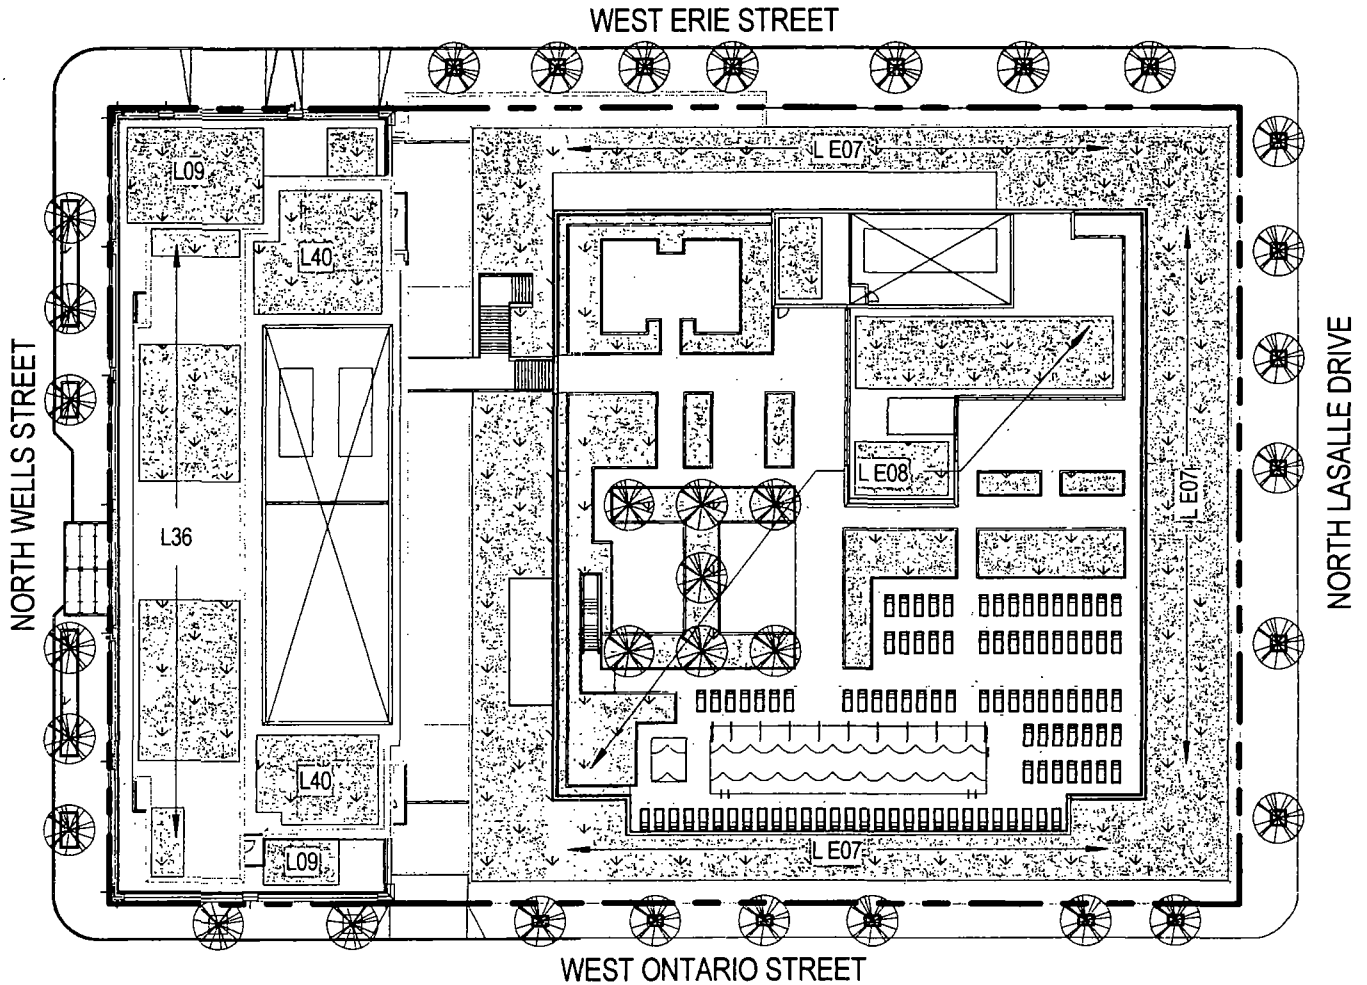 WEST ERIE STREET
L E07
L09
L40
NORTH WELLS STREET
NORTH LASALLE DRIVE
L E08
L E07
L36
L40
L E07
L09
WEST ONTARIO STREET